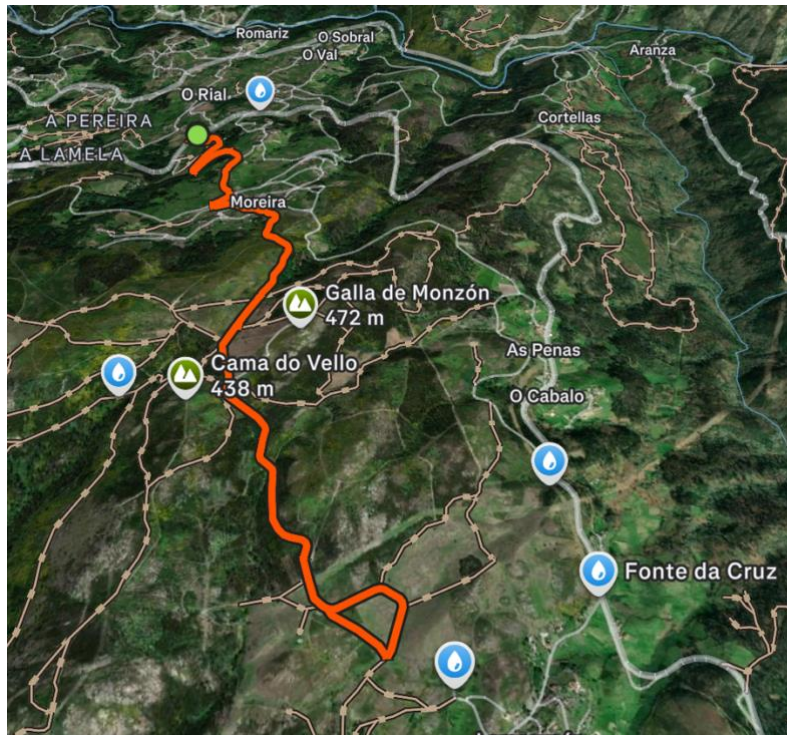 Romariz
O Sobral
O Val
Aranza
O Rial
A PEREIRA
Cortellas
A LAMELA
Moreira
Galla de Monzón
472 m
As Penas
Cama do Vello
438 m
O Cabalo
Fonte da Cruz